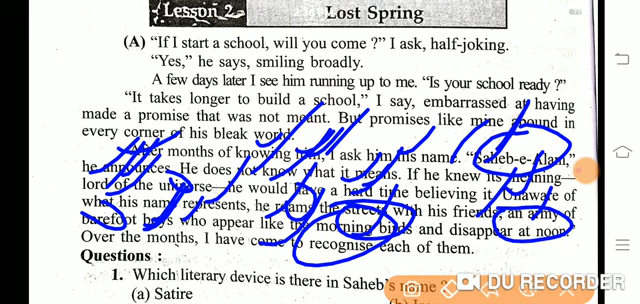 Lesson 2
Lost Spring
(A) “If I start a school, will you come ?” I ask, half-joking.
“Yes,” he says, smiling broadly.
A few days later I see him running up to me. “Is your school ready ?”
“It takes longer to build a school,” I say, embarrassed at having
made a promise that was not meant. But promises like mine abound in
every corner of his bleak world.
After months of knowing him, I ask him his name. “Saheb-e-Alam,”
he announces. He does not know what it means. If he knew its meaning—
lord of the universe—he would have a hard time believing it. Unaware of
what his name represents, he roams the streets with his friends, an army of
barefoot boys who appear like the morning birds and disappear at noon.
Over the months, I have come to recognise each of them.
Questions :
1. Which literary device is there in Saheb's name ?
(a) Satire
DU RECORDER